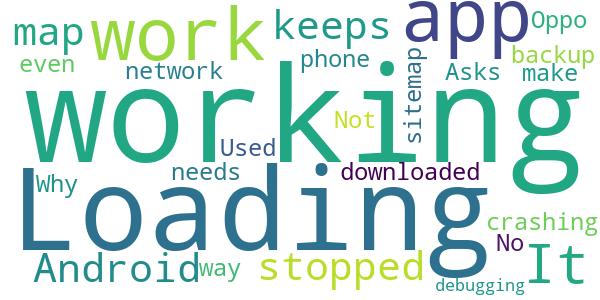 map work keeps app Oppo
even network phone Asks make backup
working
sitemap
Used Not
Why needs downloaded
Loading
crashing
No
Android way stopped It
debugging